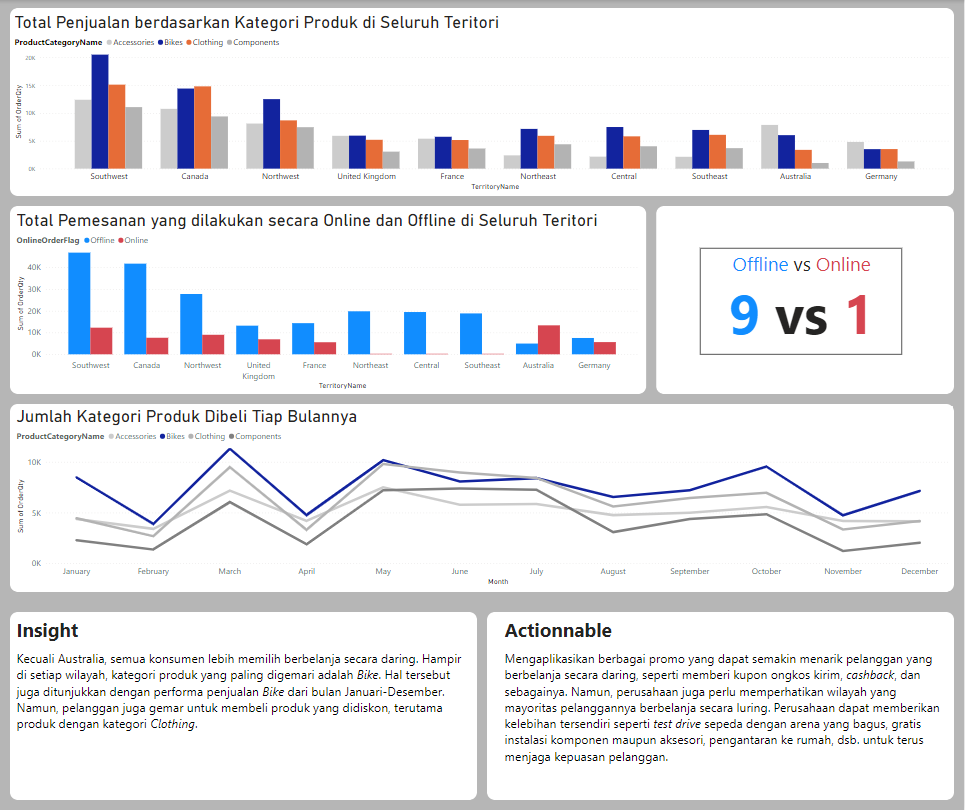 Total Penjualan berdasarkan Kategori Produk di Seluruh Teritori
ProductCategoryName Accessories Bikes Clothing Components
20K
15K
10K
5K
0K
Sum of OrderQty
Southwest Canada Northwest United Kingdom France Northeast Central Southeast Australia Germany
TerritoryName
Total Pemesanan yang dilakukan secara Online dan Offline di Seluruh Teritori
OnlineOrderFlag Offline Online
40K
30K
20K
10K
0K
Sum of OrderQty
Southwest Canada Northwest United Kingdom France Northeast Central Southeast Australia Germany
TerritoryName
Offline vs Online
9 vs 1
Jumlah Kategori Produk Dibeli Tiap Bulannya
ProductCategoryName Accessories Bikes Clothing Components
10K
5K
0K
Sum of OrderQty
January February March April May June July August September October November December
Month
Insight
Kecuali Australia, semua konsumen lebih memilih berbelanja secara daring. Hampir
di setiap wilayah, kategori produk yang paling digemari adalah Bike. Hal tersebut
juga ditunjukkan dengan performa penjualan Bike dari bulan Januari-Desember.
Namun, pelanggan juga gemar untuk membeli produk yang didiskon, terutama
produk dengan kategori Clothing.
Actionnable
Mengaplikasikan berbagai promo yang dapat semakin menarik pelanggan yang
berbelanja secara daring, seperti memberi kupon ongkos kirim, cashback, dan
sebagainya. Namun, perusahaan juga perlu memperhatikan wilayah yang
mayoritas pelanggannya berbelanja secara luring. Perusahaan dapat memberikan
kelebihan tersendiri seperti test drive sepeda dengan arena yang bagus, gratis
instalasi komponen maupun aksesori, pengantaran ke rumah, dsb. untuk terus
menjaga kepuasan pelanggan.